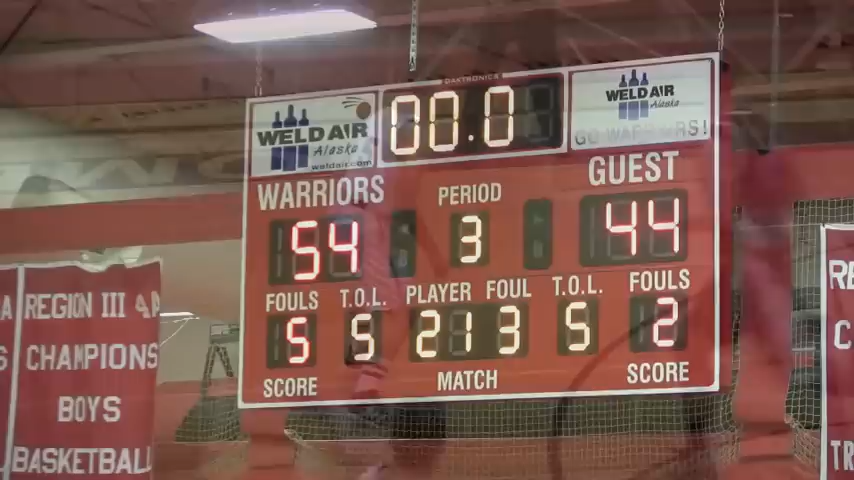 DAKTRONICS
WELD AIR
Alaska
weldair.com
00.0
WELD AIR
Alaska
GO WARRIORS!
WARRIORS
PERIOD
GUEST
54
3
44
FOULS
T.O.L.
PLAYER
FOUL
T.O.L.
FOULS
5
5
21
3
5
2
SCORE
MATCH
SCORE
REGION III 4A
CHAMPIONS
BOYS
BASKETBALL